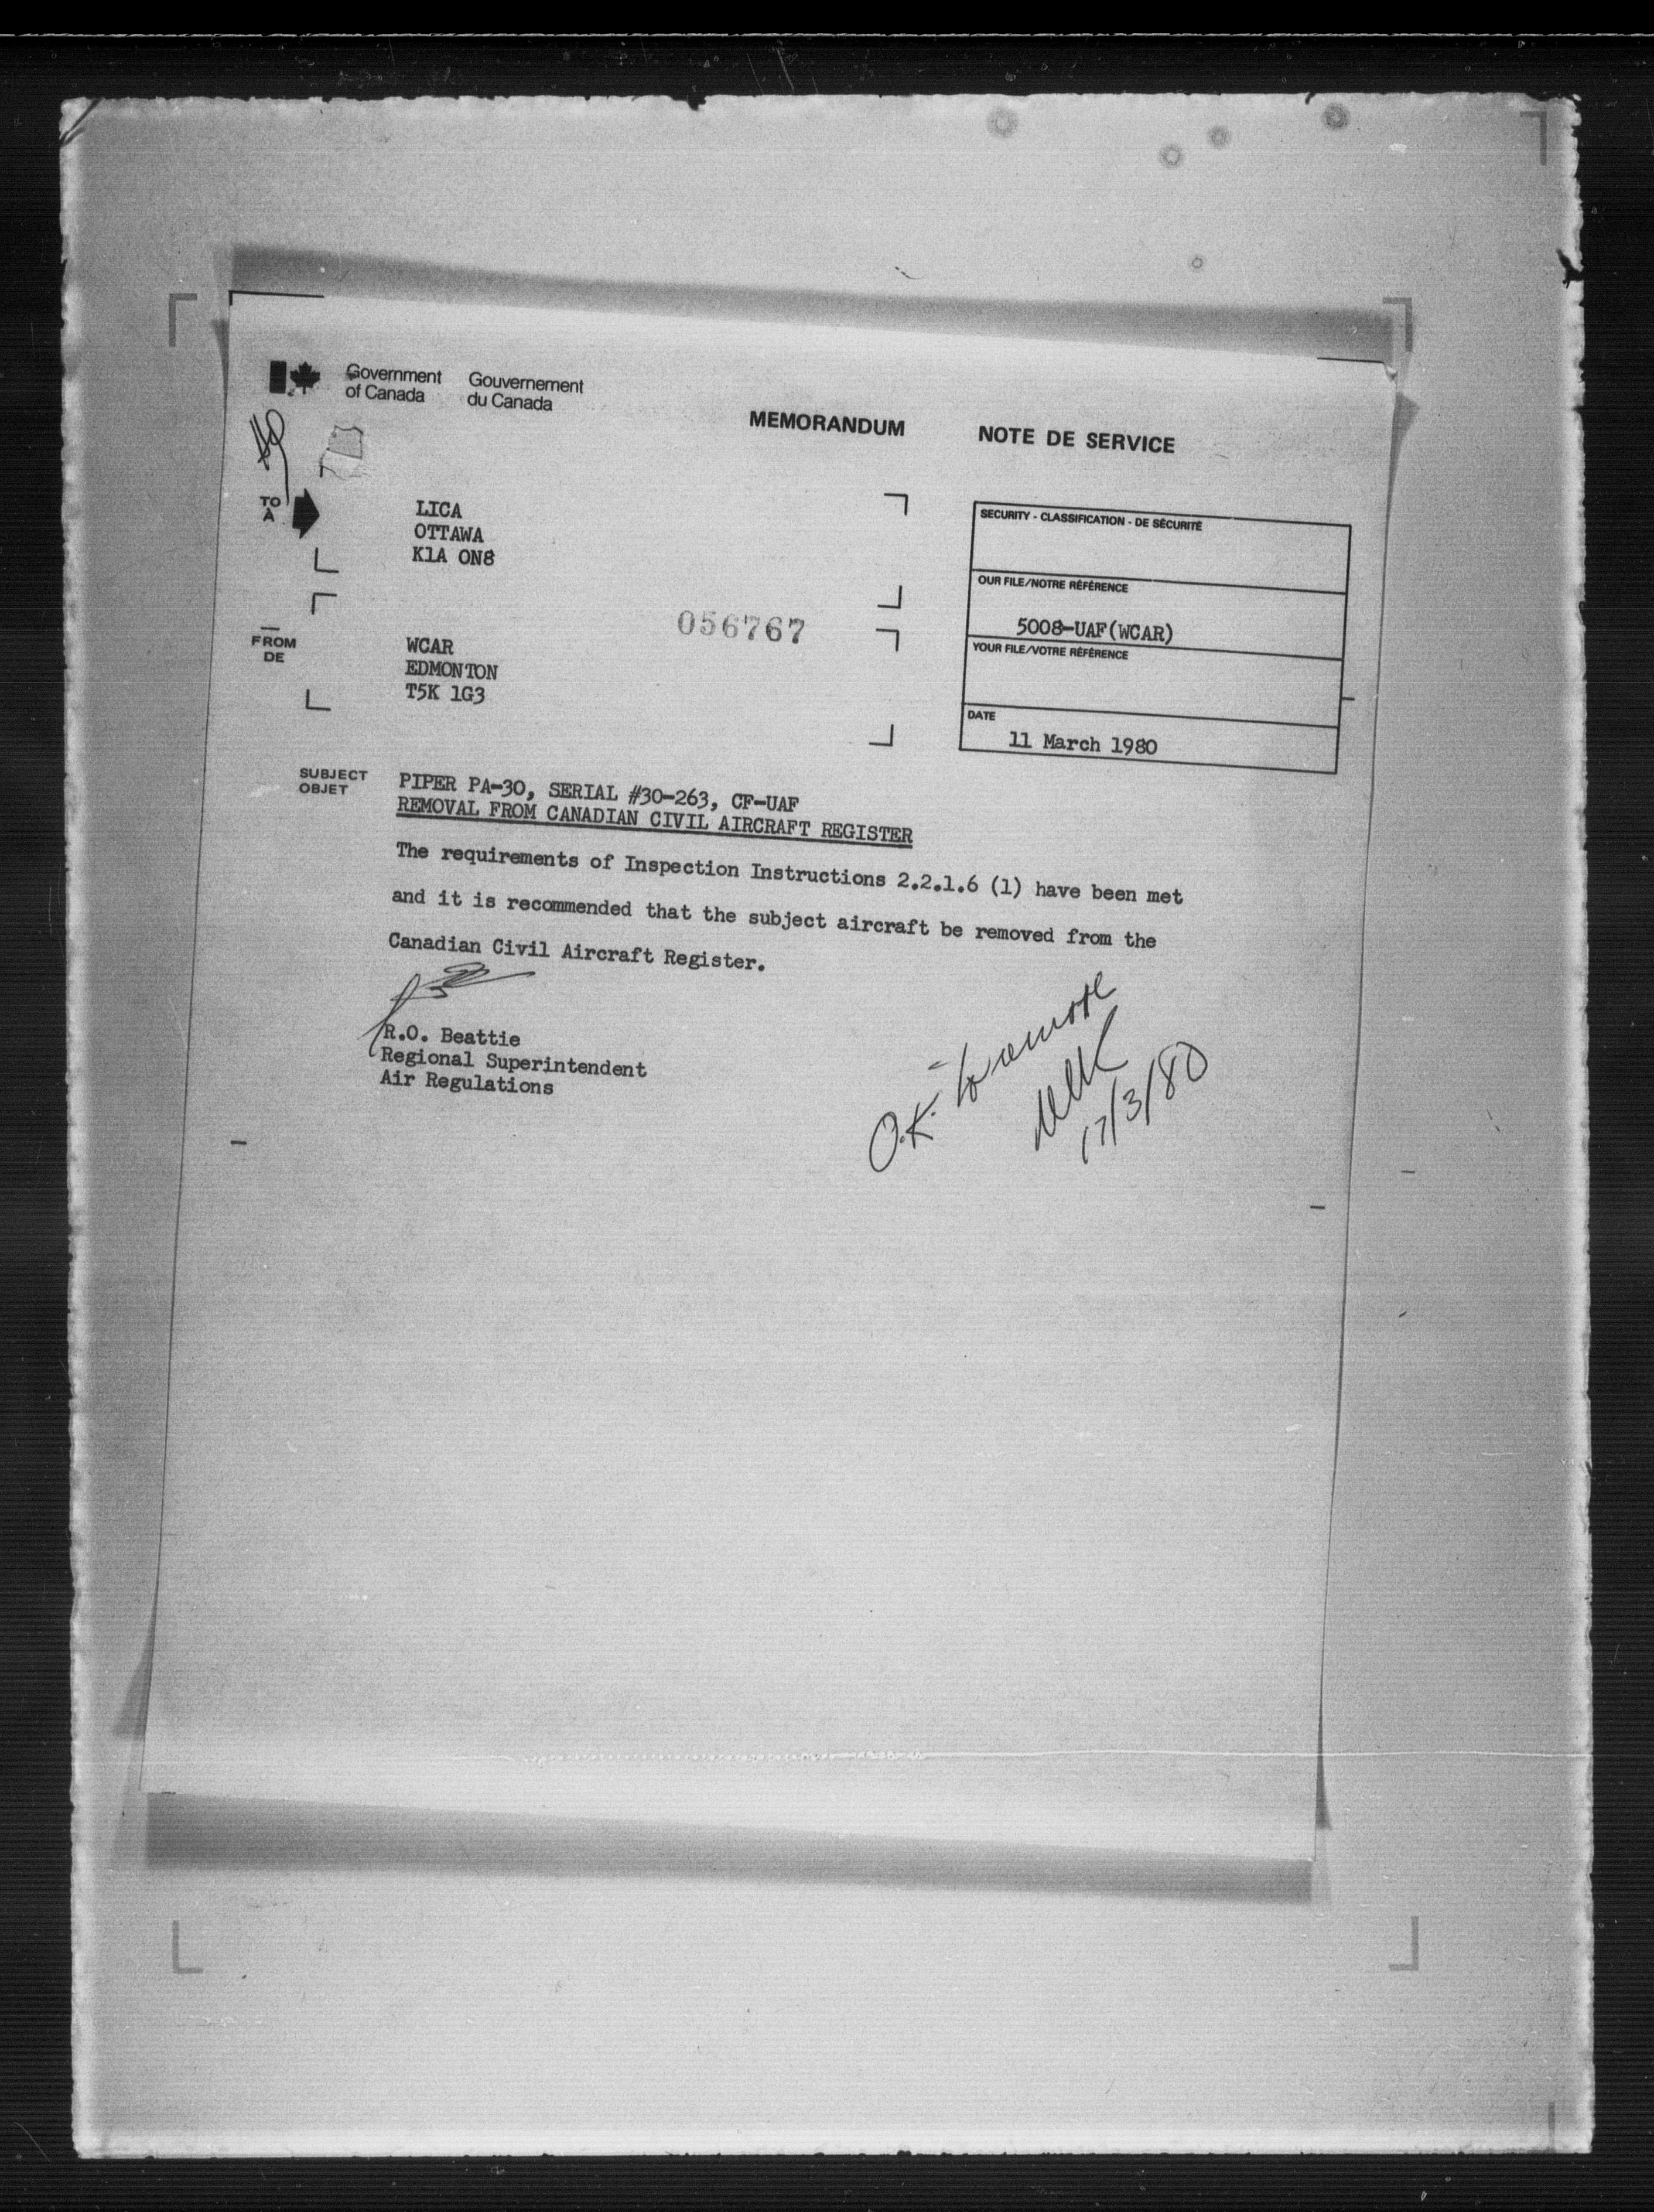 Government Gouvernement
of Canada du Canada
MEMORANDUM NOTE DE SERVICE
TO
À
LICA
OTTAWA
K1A ON8
SECURITY - CLASSIFICATION - DE SÉCURITÉ
OUR FILE/NOTRE RÉFÉRENCE
5008-UAF(WCAR)
056767
FROM
DE
WCAR
EDMONTON
T5K 1G3
YOUR FILE/VOTRE RÉFÉRENCE
DATE
11 March 1980
SUBJECT
OBJET
PIPER PA-30, SERIAL #30-263, CF-UAF
REMOVAL FROM CANADIAN CIVIL AIRCRAFT REGISTER
The requirements of Inspection Instructions 2.2.1.6 (1) have been met
and it is recommended that the subject aircraft be removed from the
Canadian Civil Aircraft Register.
R.O. Beattie
Regional Superintendent
Air Regulations
O.K. to remove
17/3/80